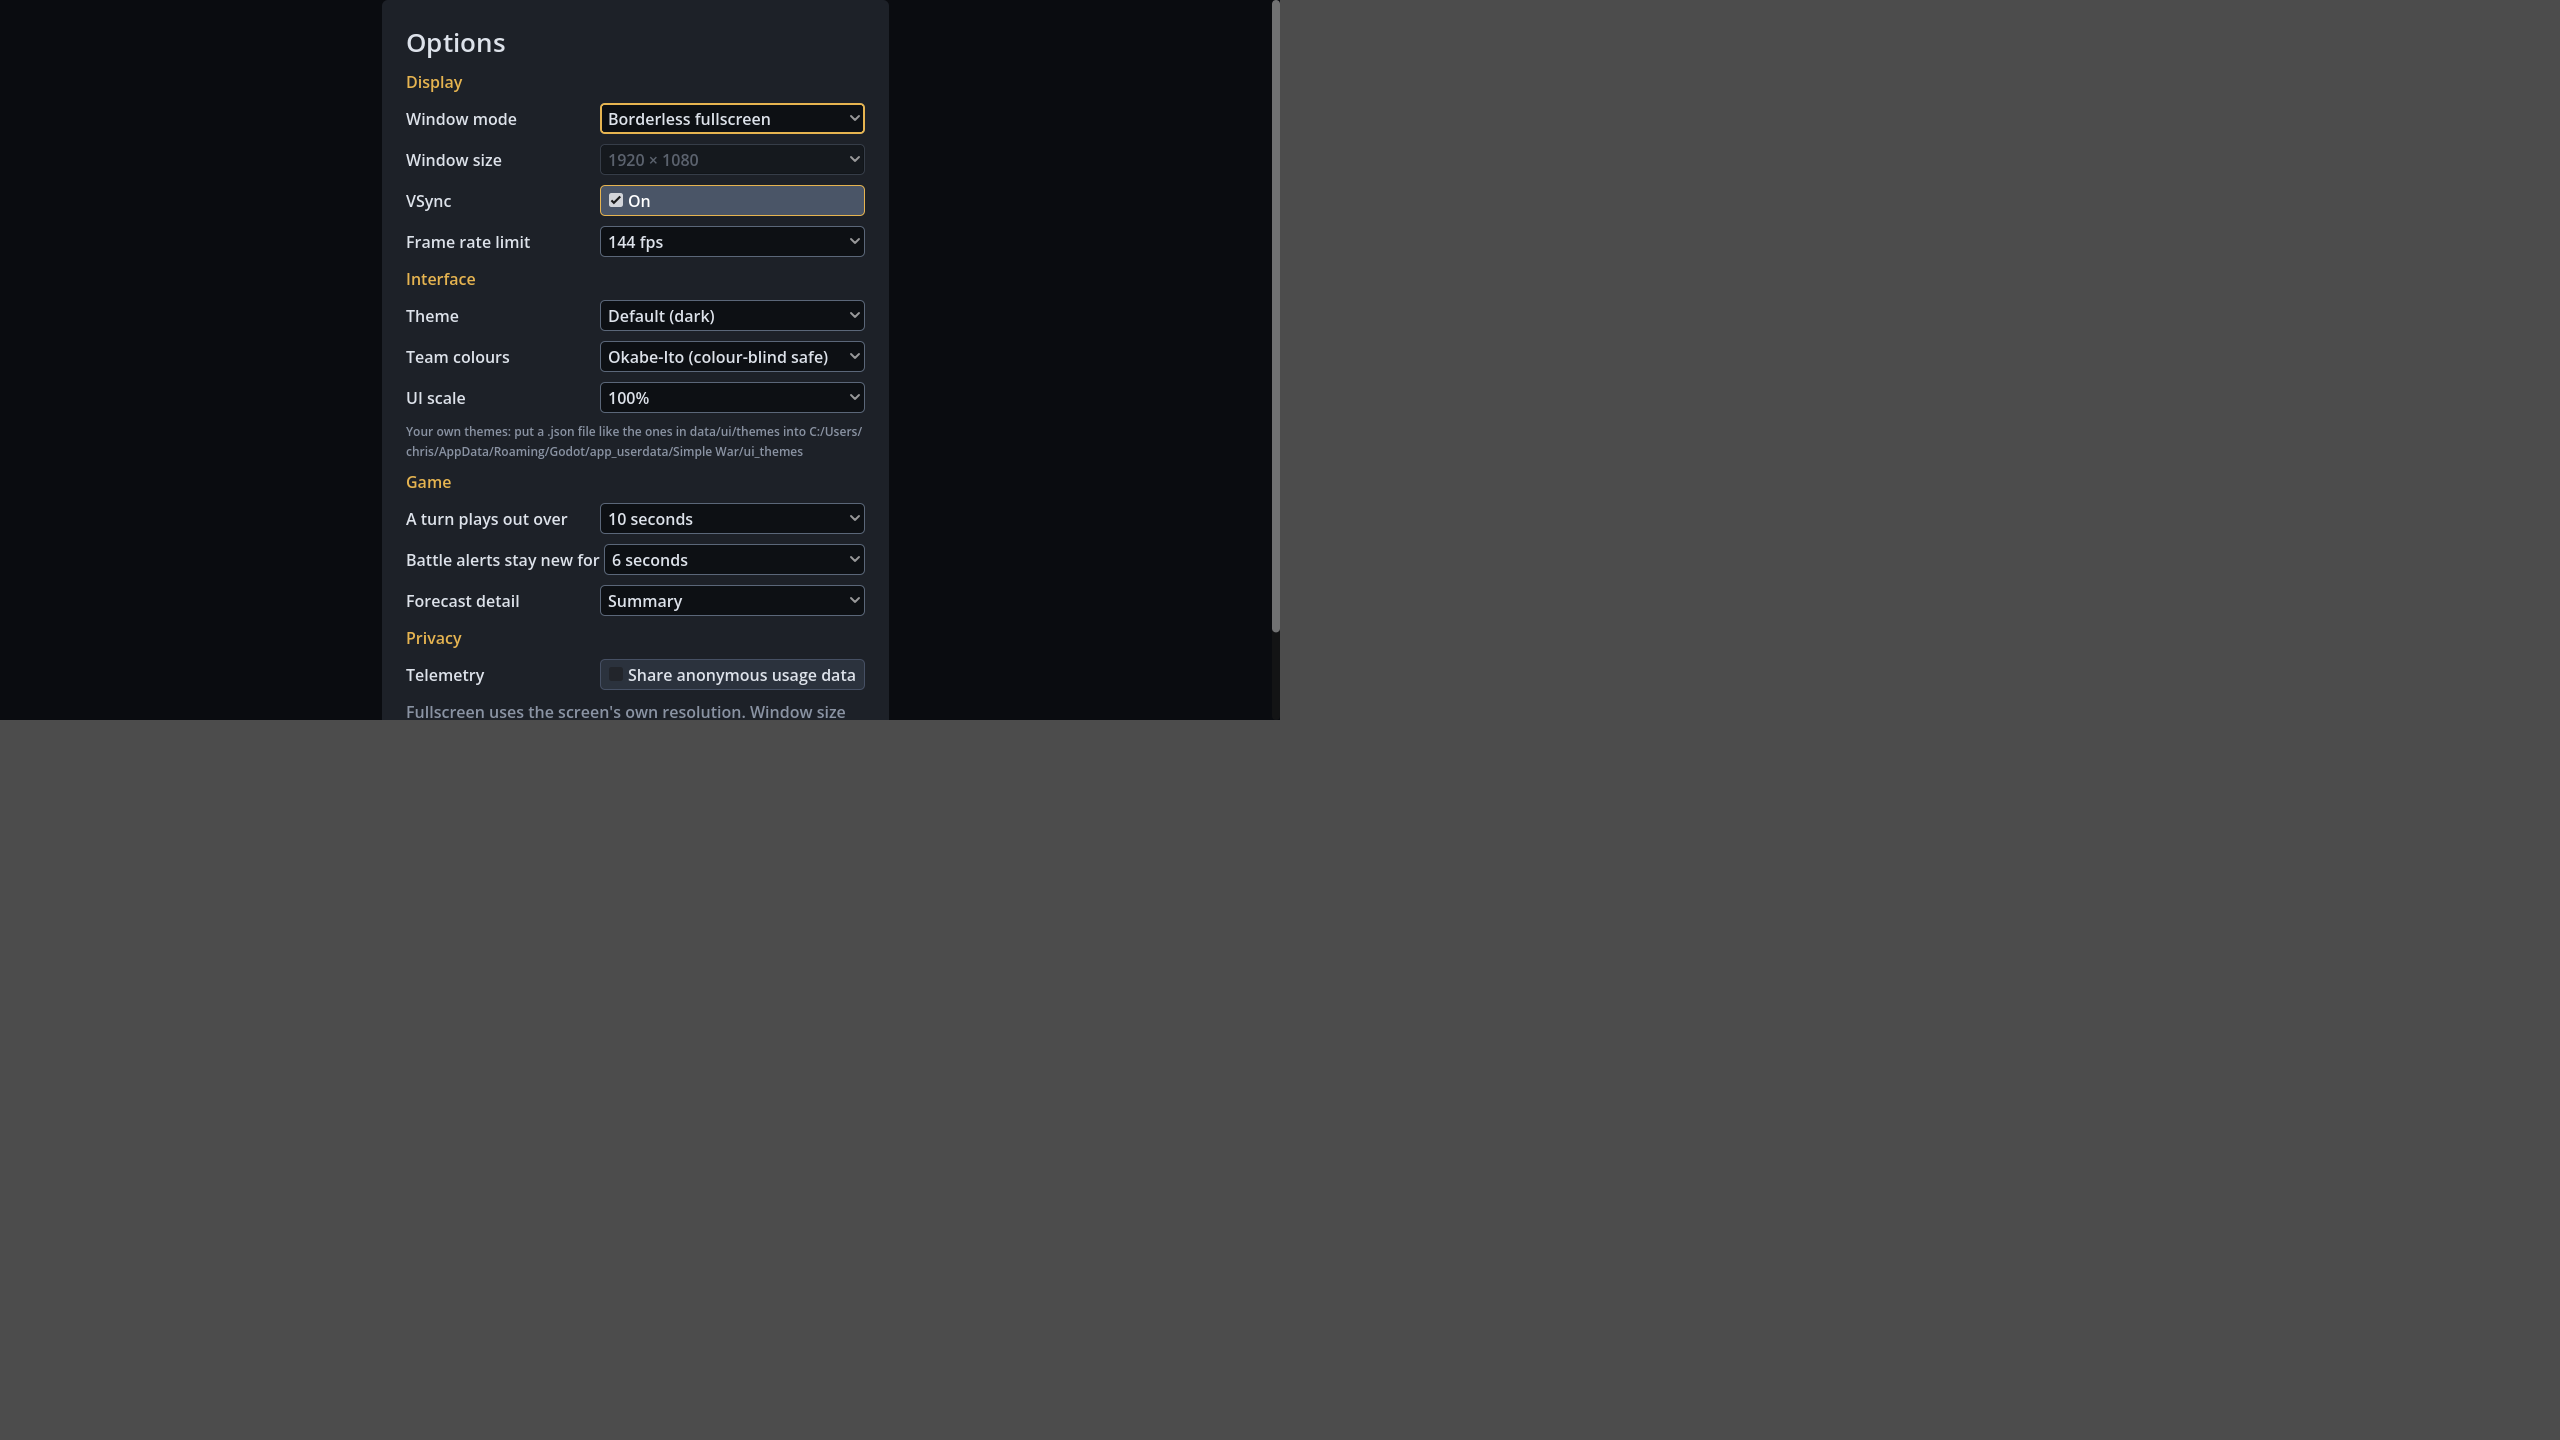 Options
Display
Window mode
Borderless fullscreen
Window size
1920 × 1080
VSync
On
Frame rate limit
144 fps
Interface
Theme
Default (dark)
Team colours
Okabe-Ito (colour-blind safe)
UI scale
100%
Your own themes: put a .json file like the ones in data/ui/themes into C:/Users/
chris/AppData/Roaming/Godot/app_userdata/Simple War/ui_themes
Game
A turn plays out over
10 seconds
Battle alerts stay new for
6 seconds
Forecast detail
Summary
Privacy
Telemetry
Share anonymous usage data
Fullscreen uses the screen's own resolution. Window size